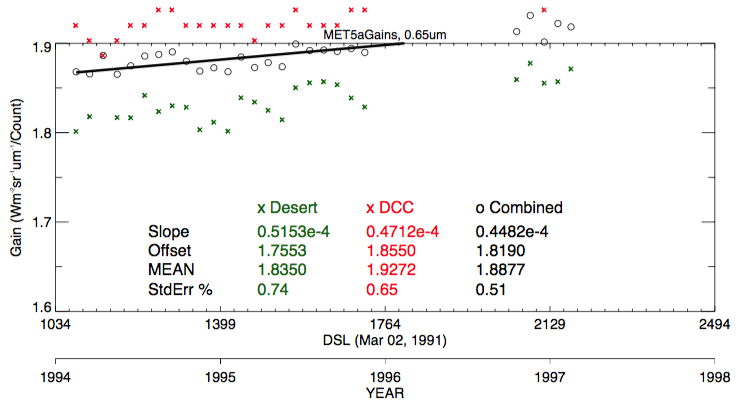 MET5aGains, 0.65um
1.9
1.8
1.7
1.6
Gain (Wm⁻²sr⁻¹um⁻¹/Count)
x Desert x DCC o Combined
Slope 0.5153e-4 0.4712e-4 0.4482e-4
Offset 1.7553 1.8550 1.8190
MEAN 1.8350 1.9272 1.8877
StdErr % 0.74 0.65 0.51
1034 1399 1764 2129 2494
DSL (Mar 02, 1991)
1994 1995 1996 1997 1998
YEAR